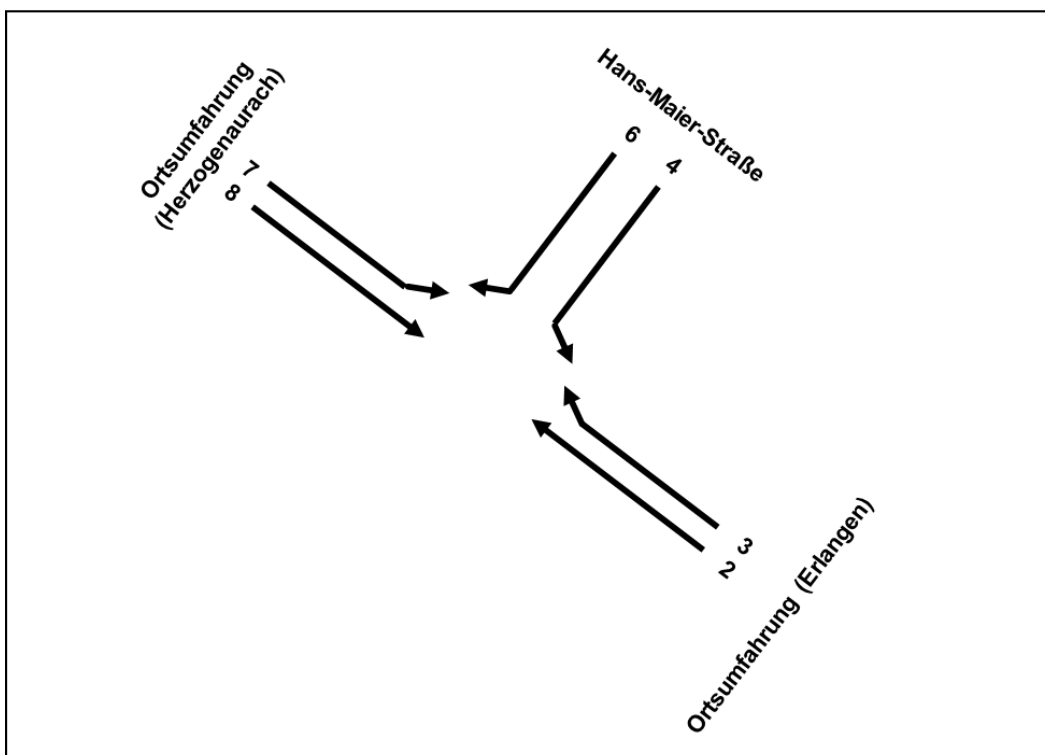 Ortsumfahrung
(Herzogenaurach)
7
8
Hans-Maier-Straße
6
4
3
2
Ortsumfahrung (Erlangen)